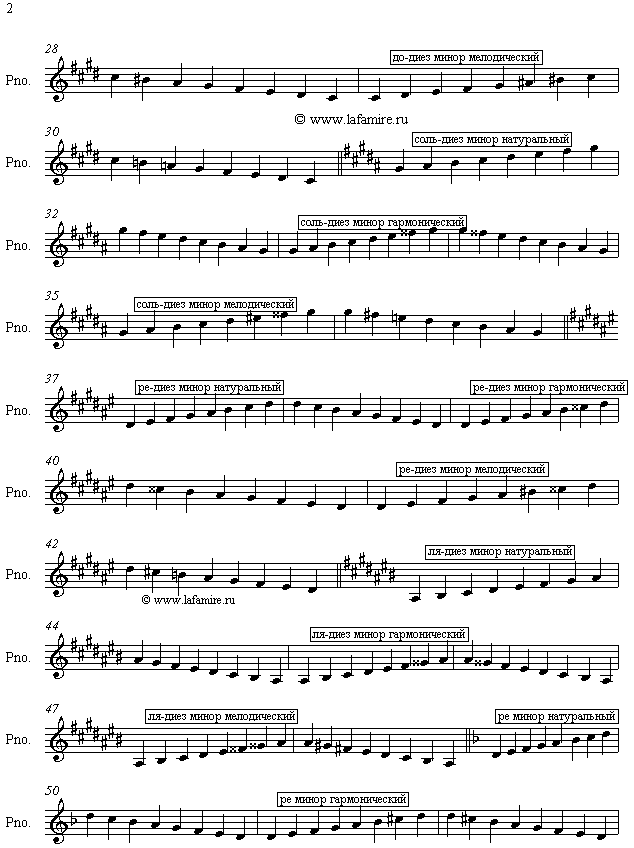 2
28
до-диез минор мелодический
Pno.
© www.lafamire.ru
30
соль-диез минор натуральный
Pno.
32
соль-диез минор гармонический
Pno.
35
соль-диез минор мелодический
Pno.
37
ре-диез минор натуральный ре-диез минор гармонический
Pno.
40
ре-диез минор мелодический
Pno.
42
ля-диез минор натуральный
Pno.
© www.lafamire.ru
44
ля-диез минор гармонический
Pno.
47
ля-диез минор мелодический ре минор натуральный
Pno.
50
ре минор гармонический
Pno.